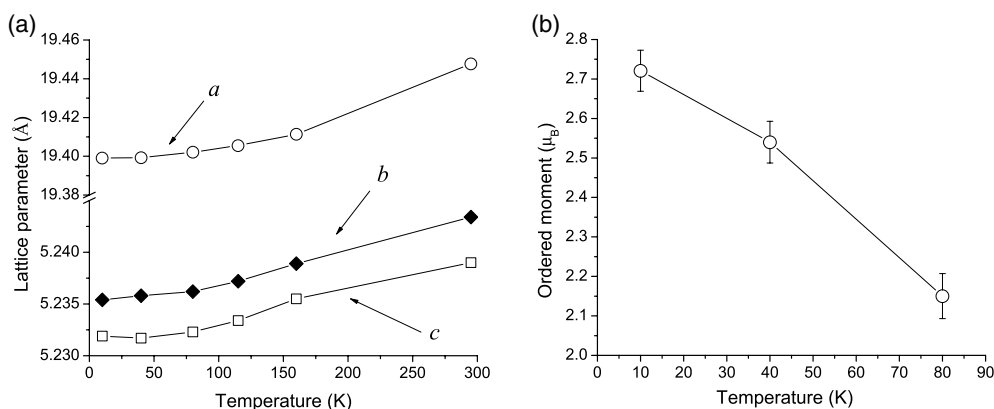 (a)
19.46
19.44
19.42
19.40
19.38
5.240
5.235
5.230
Lattice parameter (Å)
a
b
c
0 50 100 150 200 250 300
Temperature (K)
(b)
2.8
2.7
2.6
2.5
2.4
2.3
2.2
2.1
2.0
Ordered moment (μB)
0 10 20 30 40 50 60 70 80 90
Temperature (K)